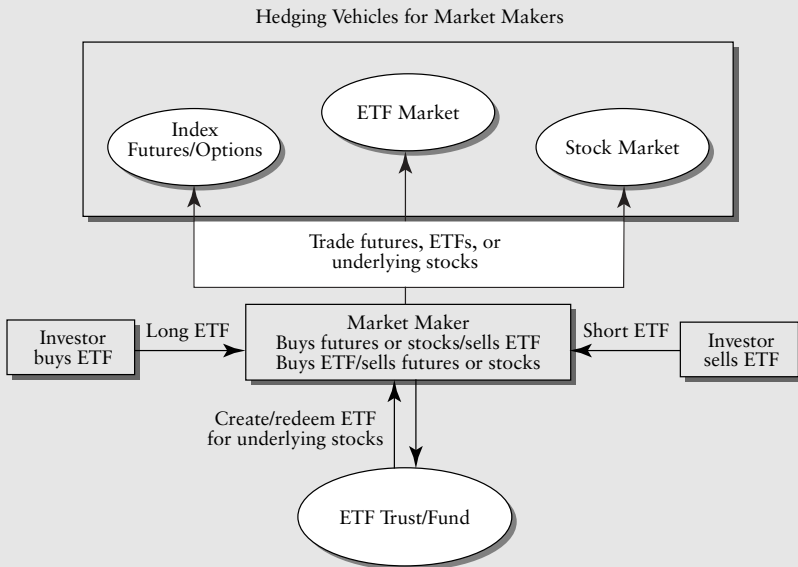 Hedging Vehicles for Market Makers
ETF Market
Index
Futures/Options
Stock Market
Trade futures, ETFs, or
underlying stocks
Investor
buys ETF
Long ETF
Market Maker
Buys futures or stocks/sells ETF
Buys ETF/sells futures or stocks
Short ETF
Investor
sells ETF
Create/redeem ETF
for underlying stocks
ETF Trust/Fund